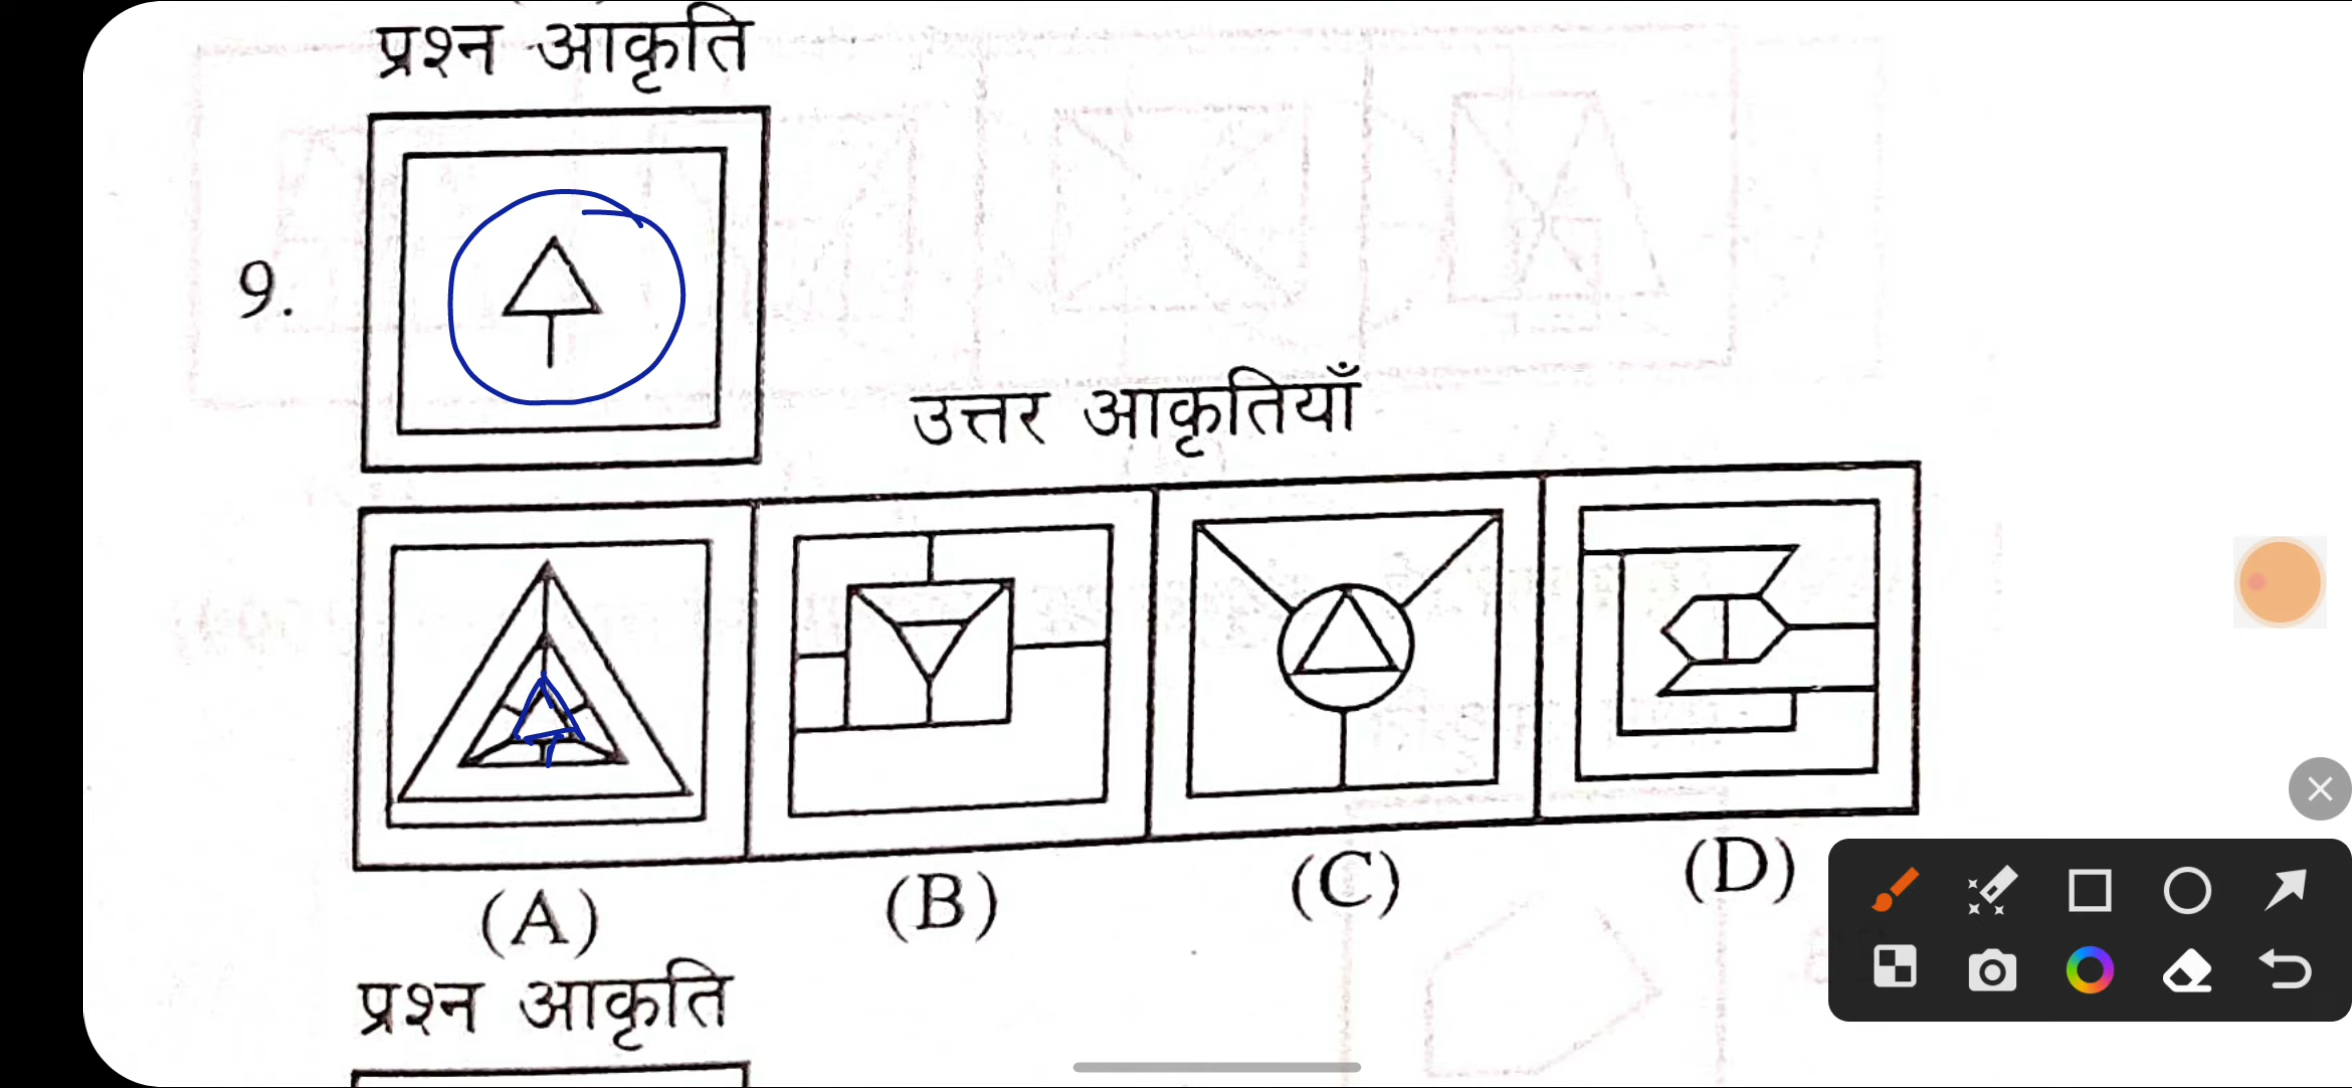 प्रश्न आकृति
9.
उत्तर आकृतियाँ
(A) (B) (C) (D)
प्रश्न आकृति